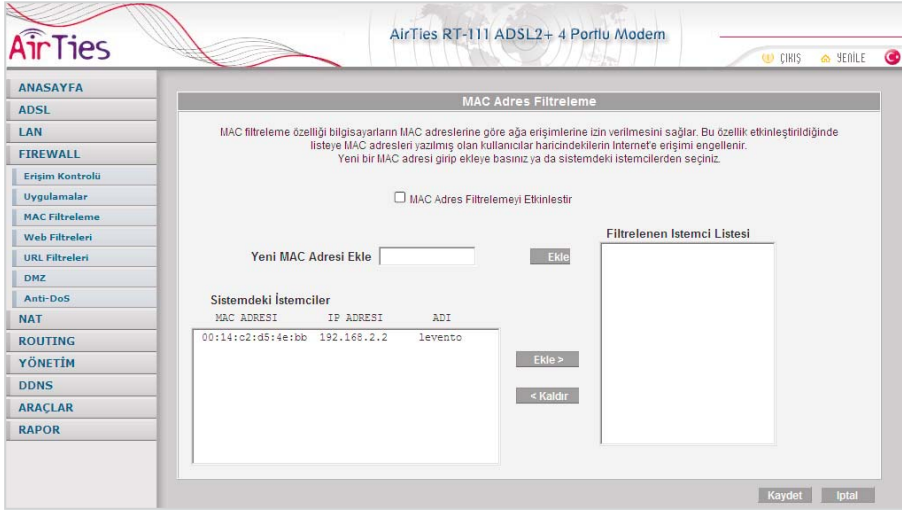 AirTies
AirTies RT-111 ADSL2+ 4 Portlu Modem
ÇIKIŞ
YENİLE
ANASAYFA
ADSL
LAN
FIREWALL
Erişim Kontrolü
Uygulamalar
MAC Filtreleme
Web Filtreleri
URL Filtreleri
DMZ
Anti-DoS
NAT
ROUTING
YÖNETİM
DDNS
ARAÇLAR
RAPOR
MAC Adres Filtreleme
MAC filtreleme özelliği bilgisayarların MAC adreslerine göre ağa erişimlerine izin verilmesini sağlar. Bu özellik etkinleştirildiğinde
listeye MAC adresleri yazılmış olan kullanıcılar haricindekilerin Internet'e erişimi engellenir.
Yeni bir MAC adresi girip ekleye basınız ya da sistemdeki istemcilerden seçiniz.
MAC Adres Filtrelemeyi Etkinlestir
Filtrelenen Istemci Listesi
Yeni MAC Adresi Ekle
Ekle
Sistemdeki İstemciler
MAC ADRESI IP ADRESI ADI
00:14:c2:d5:4e:bb 192.168.2.2 levento
Ekle >
< Kaldır
Kaydet
Iptal